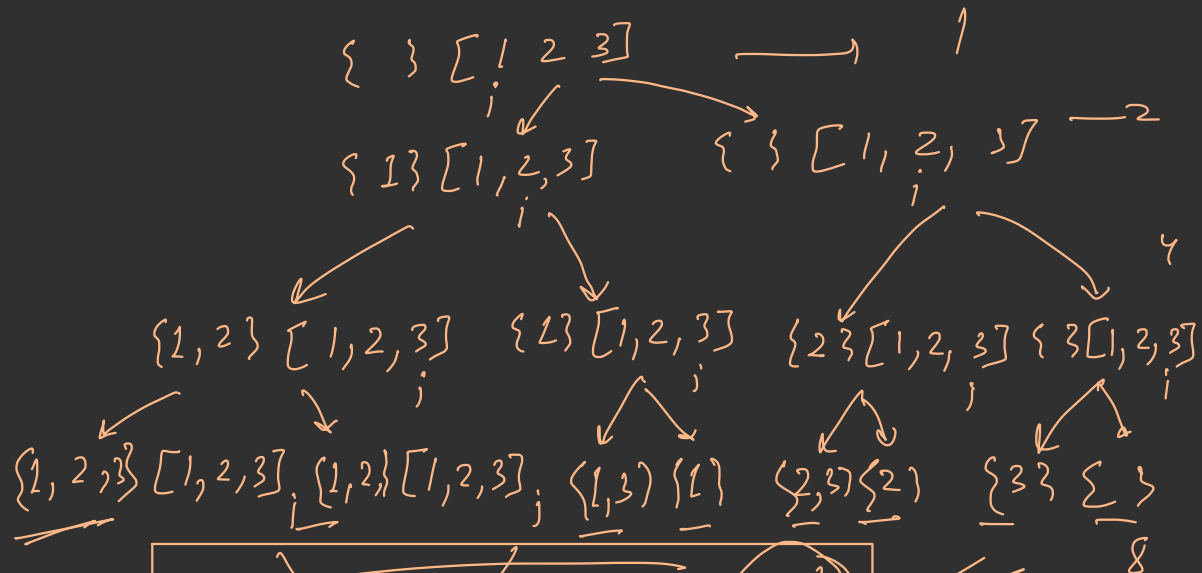 { } [1 2 3] 1
i
{1} [1,2,3] { } [1, 2, 3] 2
i i
4
{1,2} [1,2,3] {1} [1,2,3] {2} [1,2,3] { } [1,2,3]
i i i i
{1,2,3} [1,2,3] {1,2} [1,2,3] {1,3} {1} {2,3} {2} {3} { }
i i
8